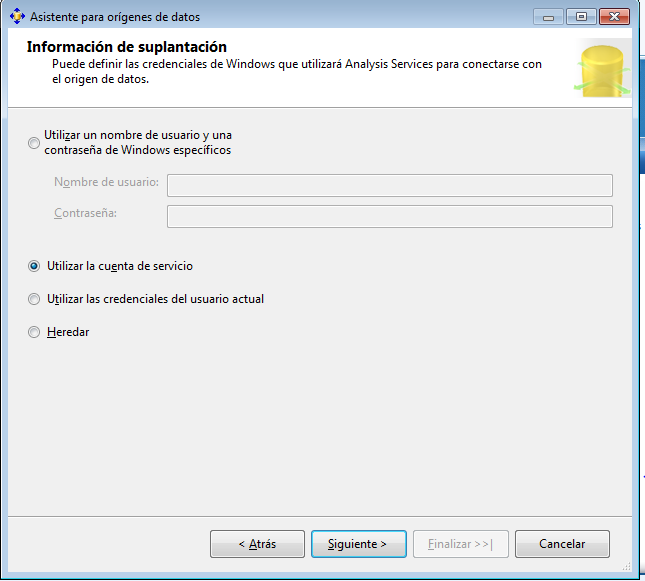 Asistente para orígenes de datos
Información de suplantación
Puede definir las credenciales de Windows que utilizará Analysis Services para conectarse con
el origen de datos.
Utilizar un nombre de usuario y una
contraseña de Windows específicos
Nombre de usuario:
Contraseña:
Utilizar la cuenta de servicio
Utilizar las credenciales del usuario actual
Heredar
< Atrás
Siguiente >
Finalizar >>|
Cancelar